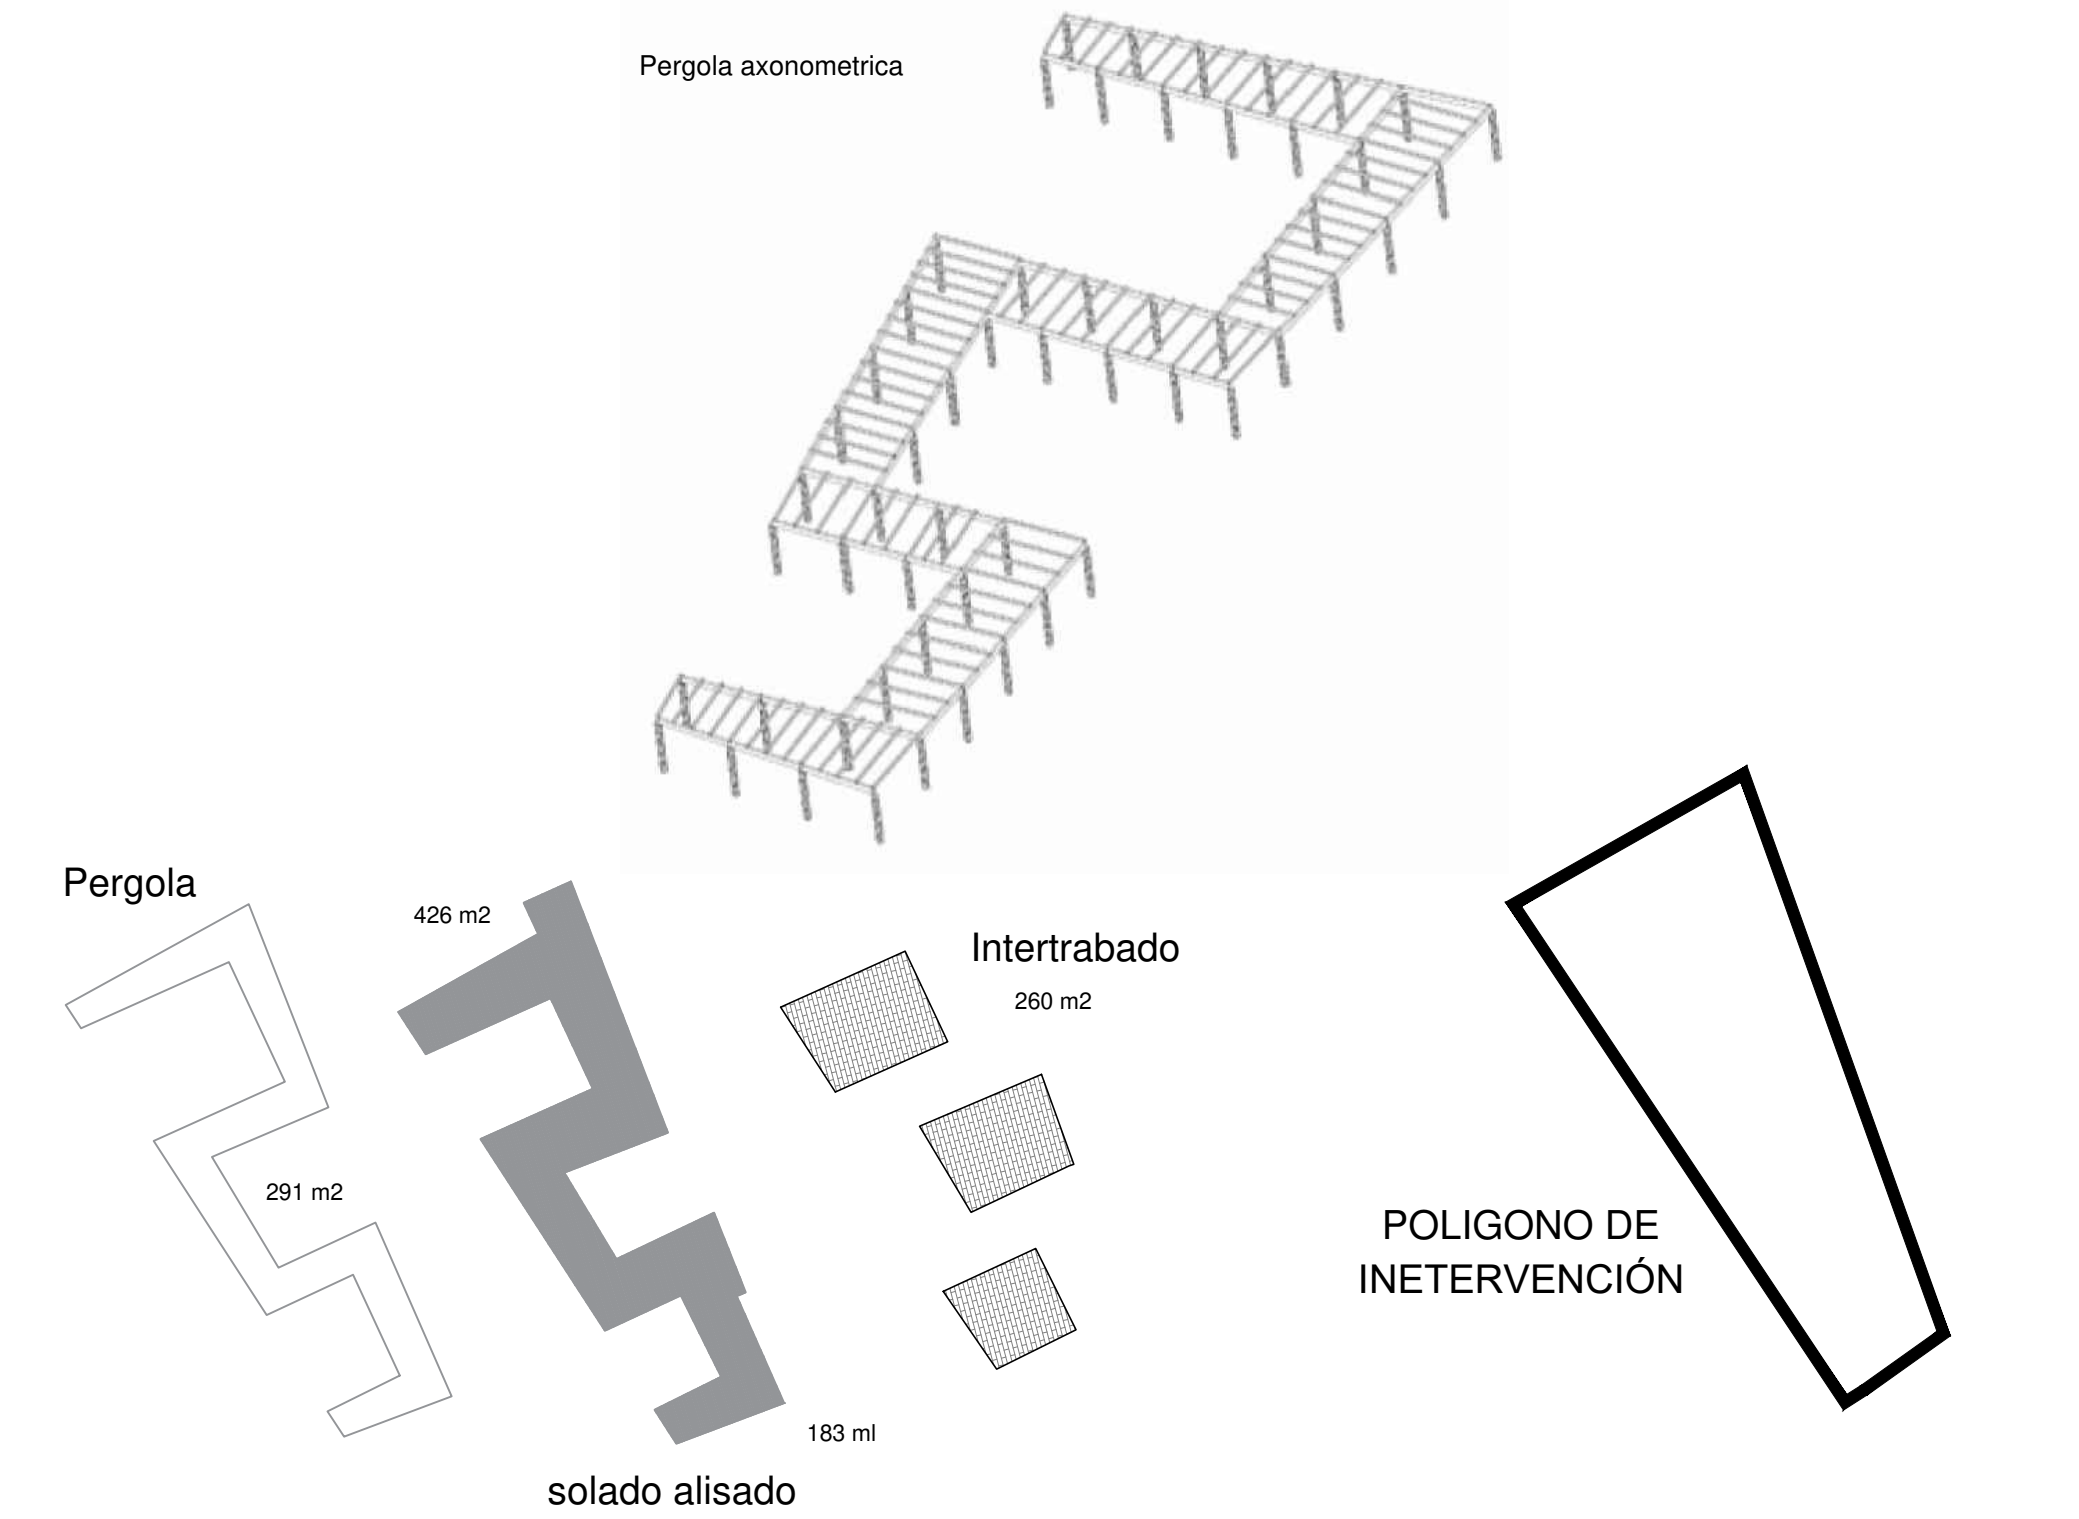 Pergola axonometrica
Pergola
426 m2
Intertrabado
260 m2
291 m2
POLIGONO DE
INETERVENCIÓN
183 ml
solado alisado